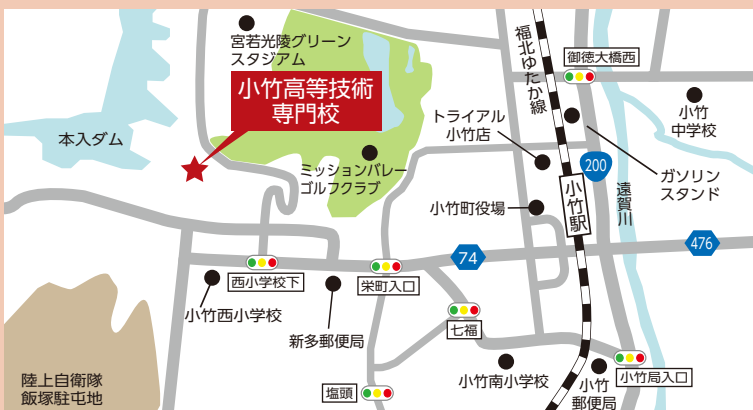 宮若光陵グリーン
スタジアム
小竹高等技術
専門校
本入ダム
ミッションバレー
ゴルフクラブ
福北ゆたか線
御徳大橋西
小竹
中学校
トライアル
小竹店
ガソリン
スタンド
200
小竹町役場
小竹駅
遠賀川
74
476
西小学校下
栄町入口
小竹西小学校
新多郵便局
七福
小竹南小学校
小竹
郵便局
小竹局入口
塩頭
陸上自衛隊
飯塚駐屯地